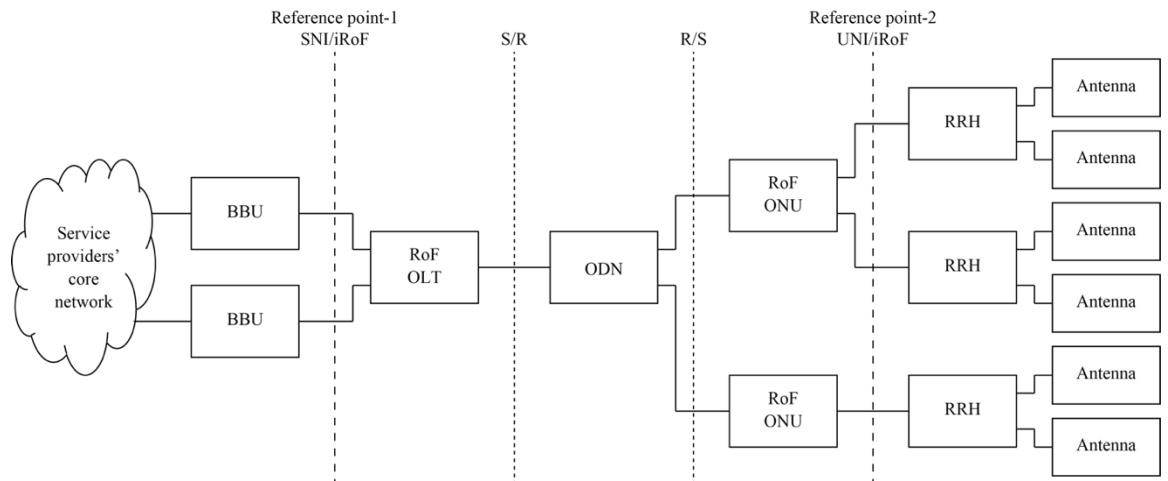 Reference point-1
SNI/iRoF
S/R
R/S
Reference point-2
UNI/iRoF
Service
providers’
core
network
BBU
BBU
RoF
OLT
ODN
RoF
ONU
RoF
ONU
RRH
RRH
RRH
Antenna
Antenna
Antenna
Antenna
Antenna
Antenna